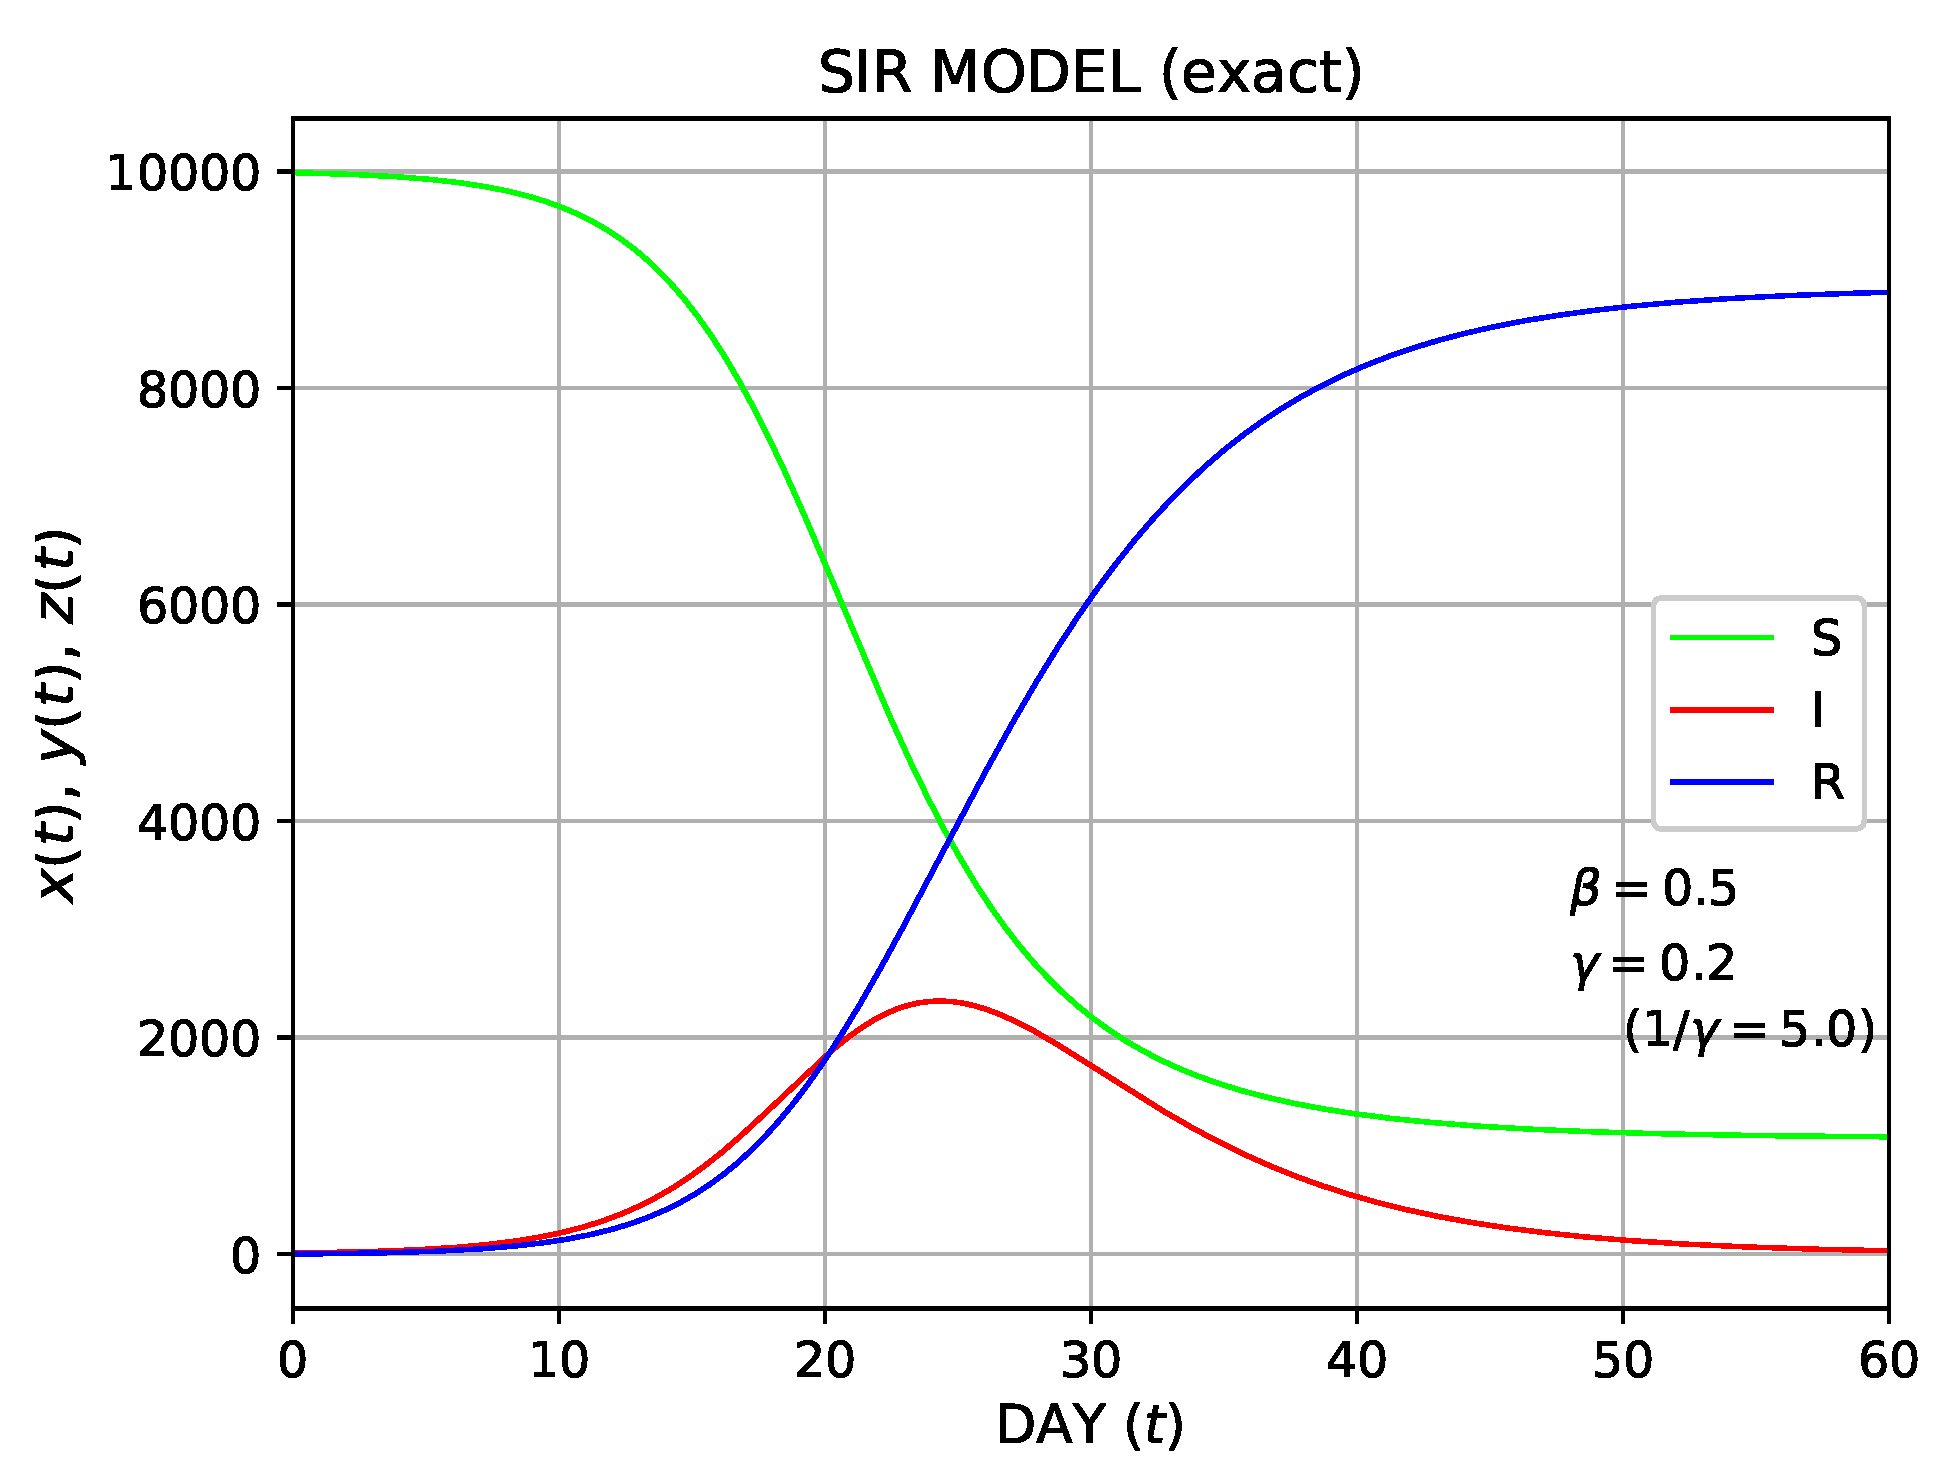 SIR MODEL (exact)
x(t), y(t), z(t)
10000
8000
6000
4000
2000
0
S
I
R
β = 0.5
γ = 0.2
(1/γ = 5.0)
0 10 20 30 40 50 60
DAY (t)